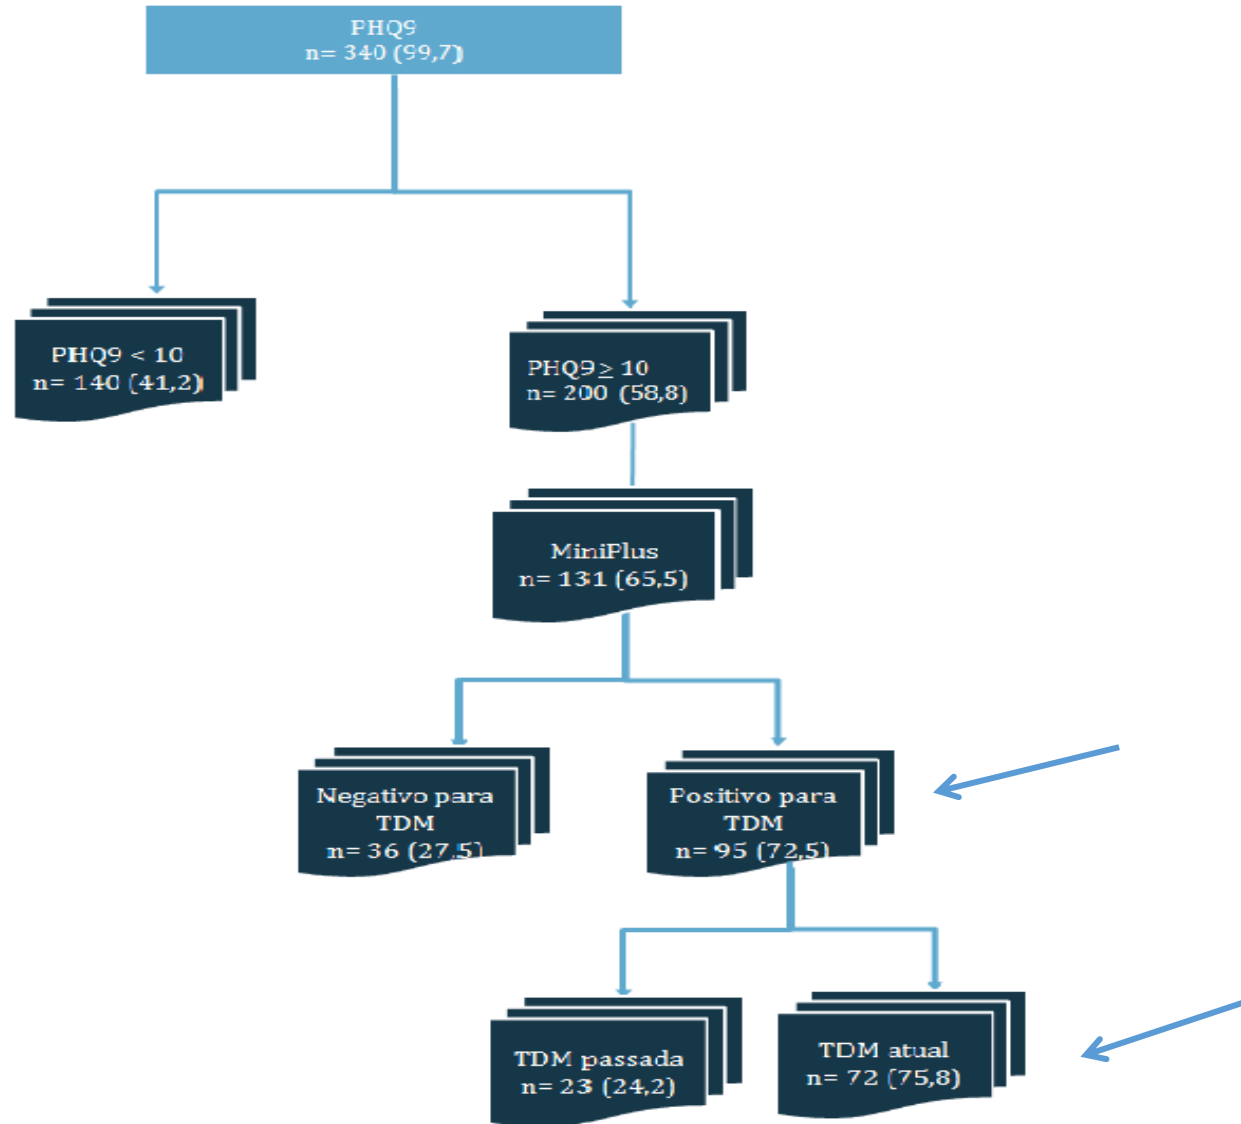 PHQ9
n= 340 (99,7)
PHQ9 < 10
n= 140 (41,2)
PHQ9 ≥ 10
n= 200 (58,8)
MiniPlus
n= 131 (65,5)
Negativo para
TDM
n= 36 (27,5)
Positivo para
TDM
n= 95 (72,5)
TDM passada
n= 23 (24,2)
TDM atual
n= 72 (75,8)